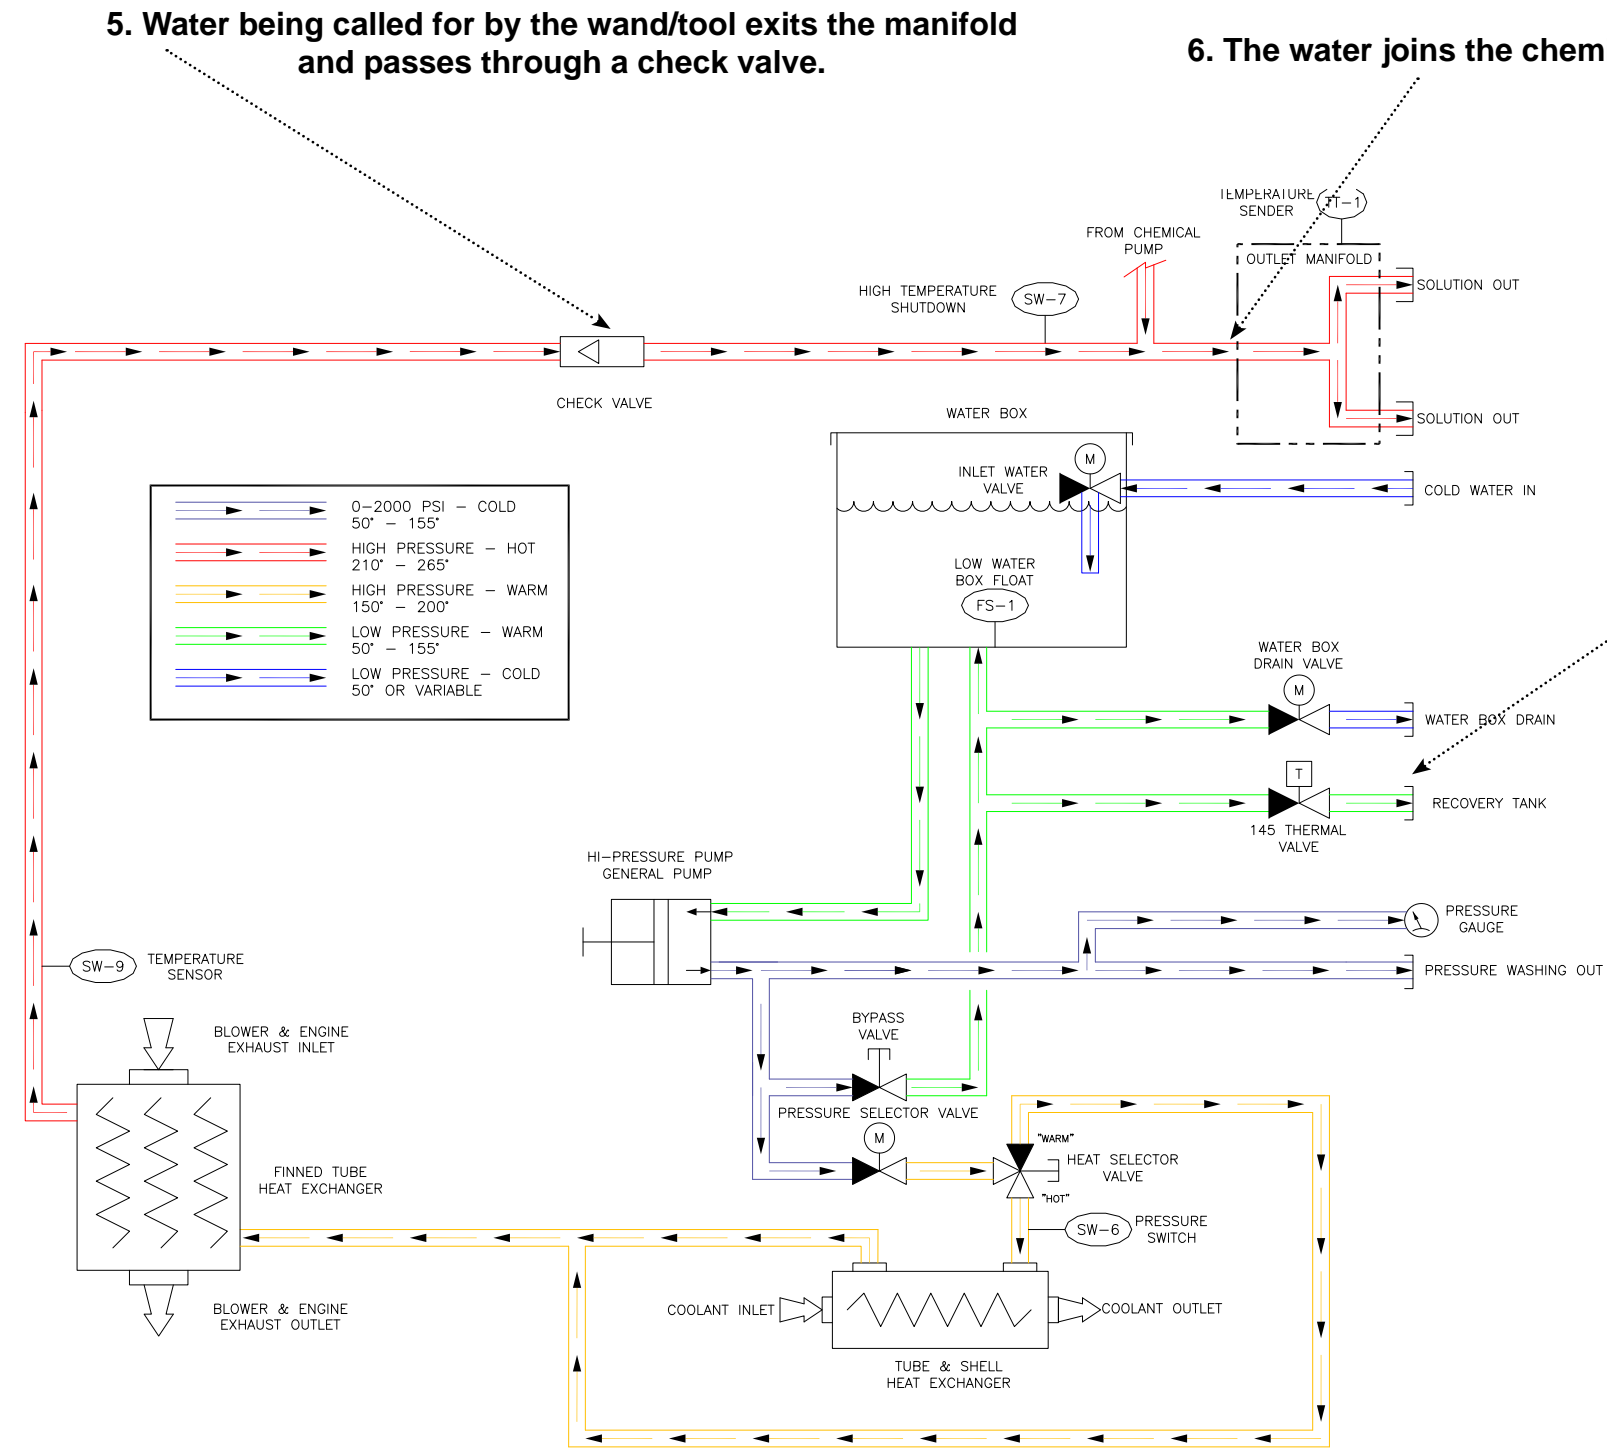 5. Water being called for by the wand/tool exits the manifold
and passes through a check valve.
6. The water joins the chem
TEMPERATURE
SENDER
TT-1
FROM CHEMICAL
PUMP
OUTLET MANIFOLD
SOLUTION OUT
HIGH TEMPERATURE
SHUTDOWN
SW-7
CHECK VALVE
WATER BOX
SOLUTION OUT
M
INLET WATER
VALVE
COLD WATER IN
0-2000 PSI - COLD
50° - 155°
HIGH PRESSURE - HOT
210° - 265°
HIGH PRESSURE - WARM
150° - 200°
LOW PRESSURE - WARM
50° - 155°
LOW PRESSURE - COLD
50° OR VARIABLE
LOW WATER
BOX FLOAT
FS-1
WATER BOX
DRAIN VALVE
M
WATER BOX DRAIN
T
RECOVERY TANK
145 THERMAL
VALVE
HI-PRESSURE PUMP
GENERAL PUMP
PRESSURE
GAUGE
PRESSURE WASHING OUT
SW-9
TEMPERATURE
SENSOR
BLOWER & ENGINE
EXHAUST INLET
BYPASS
VALVE
PRESSURE SELECTOR VALVE
M
"WARM"
HEAT SELECTOR
VALVE
"HOT"
FINNED TUBE
HEAT EXCHANGER
SW-6
PRESSURE
SWITCH
BLOWER & ENGINE
EXHAUST OUTLET
COOLANT INLET
COOLANT OUTLET
TUBE & SHELL
HEAT EXCHANGER